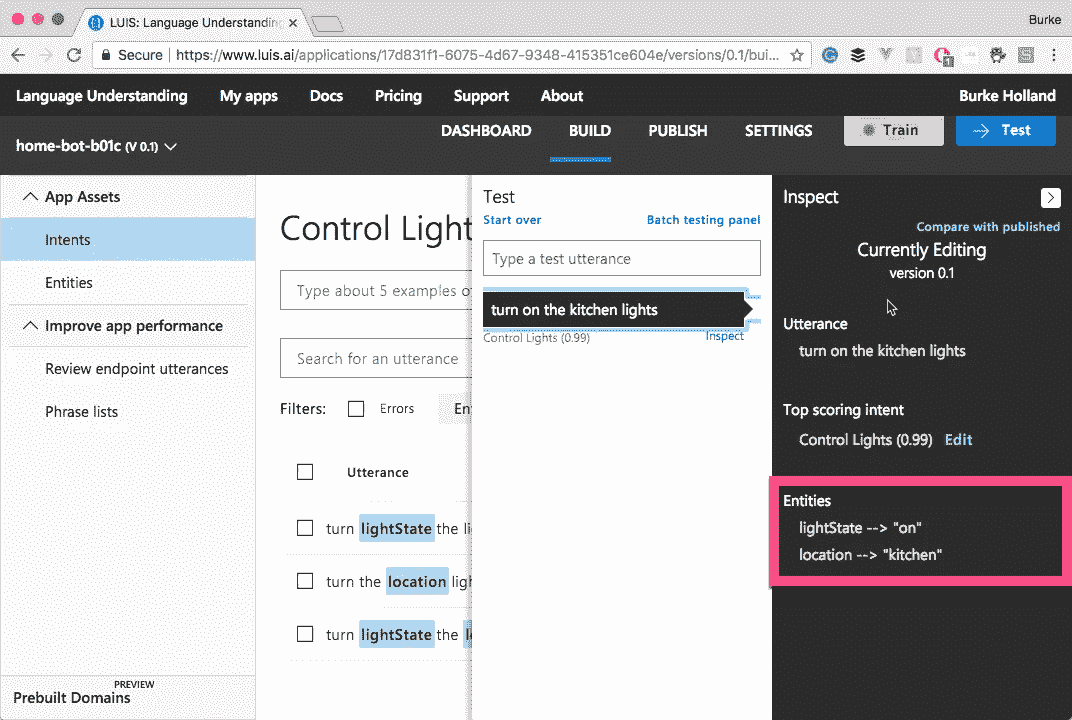 LUIS: Language Understanding
Burke
Secure
https://www.luis.ai/applications/17d831f1-6075-4d67-9348-415351ce604e/versions/0.1/bui...
1
Language Understanding
My apps
Docs
Pricing
Support
About
Burke Holland
home-bot-b01c (V 0.1)
DASHBOARD
BUILD
PUBLISH
SETTINGS
Train
Test
App Assets
Intents
Entities
Improve app performance
Review endpoint utterances
Phrase lists
PREVIEW
Prebuilt Domains
Control Light
Type about 5 examples o
Search for an utterance
Filters:
Errors
En
Utterance
turn lightState the li
turn the location ligh
turn lightState the l
Test
Start over
Batch testing panel
Type a test utterance
turn on the kitchen lights
Control Lights (0.99)
Inspect
Inspect
Compare with published
Currently Editing
version 0.1
Utterance
turn on the kitchen lights
Top scoring intent
Control Lights (0.99) Edit
Entities
lightState --> "on"
location --> "kitchen"